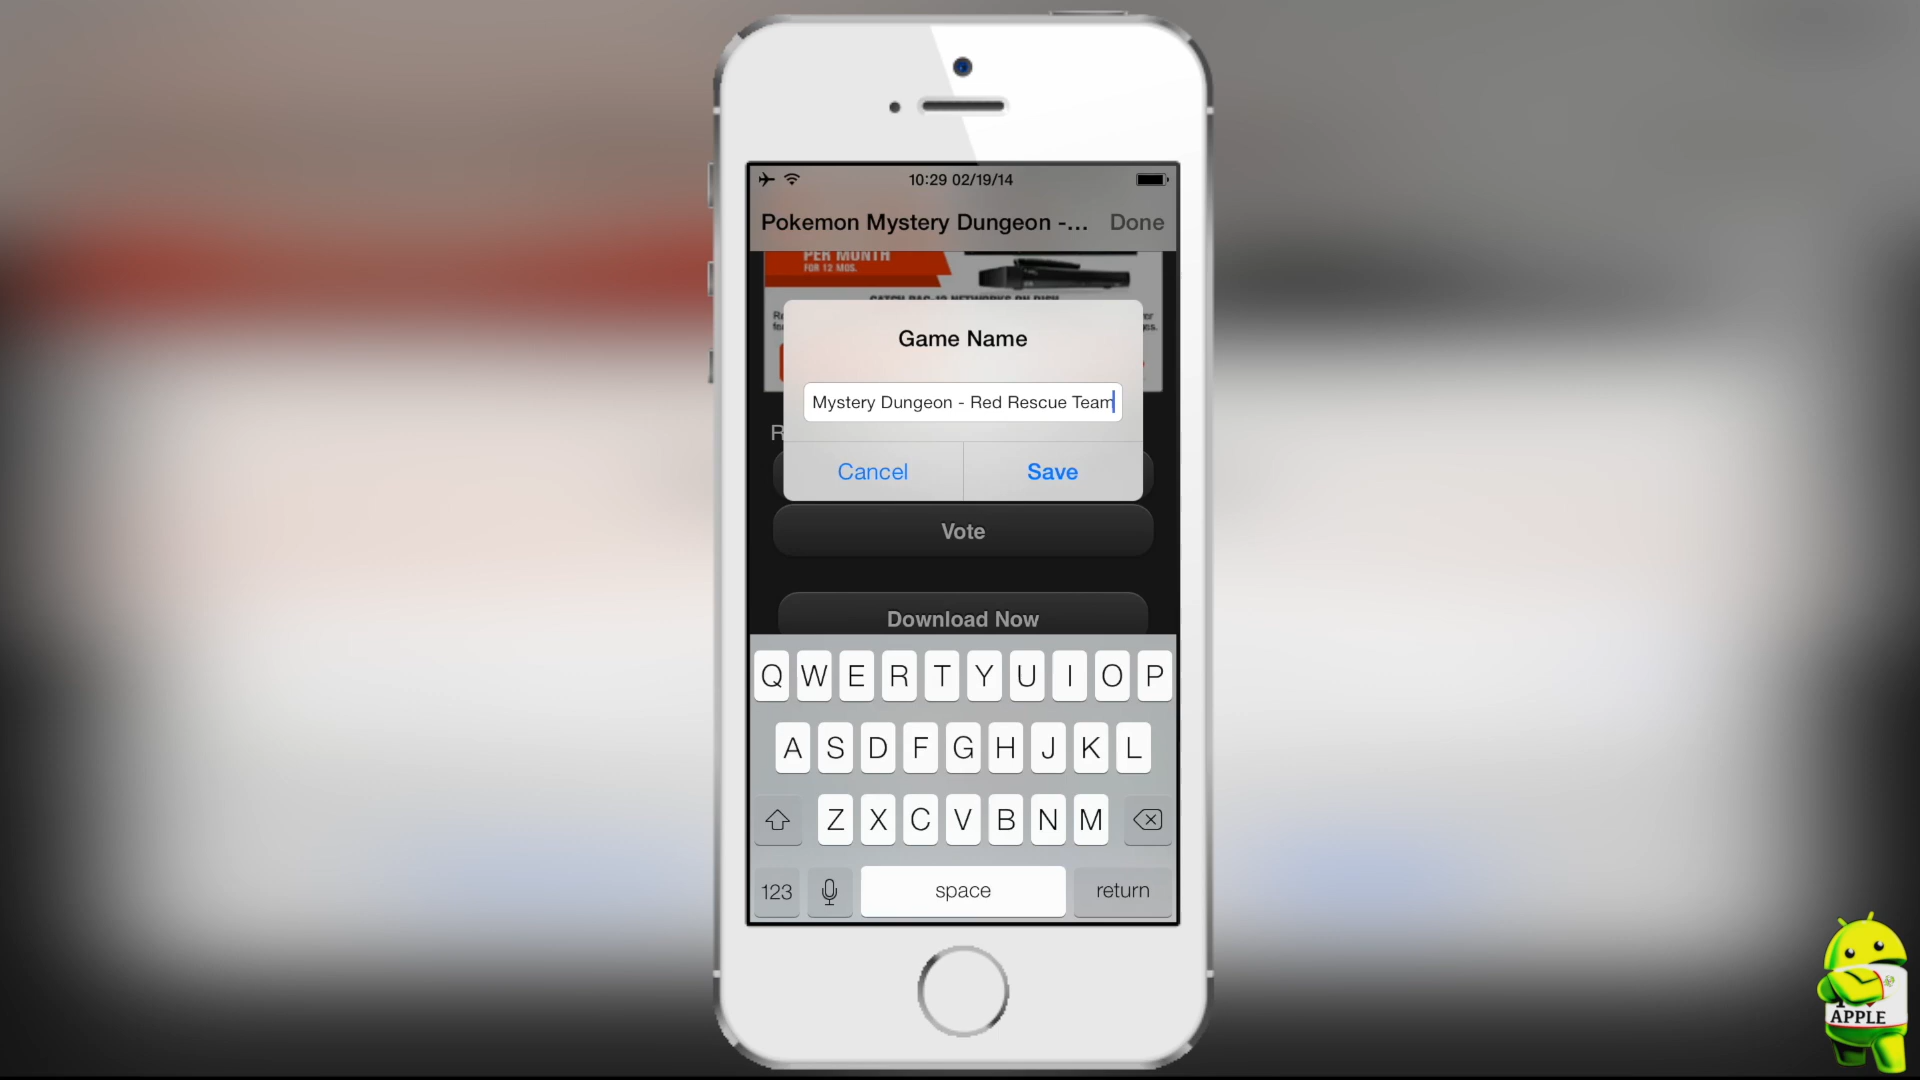 10:29 02/19/14
Pokemon Mystery Dungeon -... Done
PER MONTH
FOR 12 MOS.
Game Name
Mystery Dungeon - Red Rescue Team
Cancel Save
Vote
Download Now
Q W E R T Y U I O P
A S D F G H J K L
Z X C V B N M
123 space return
APPLE